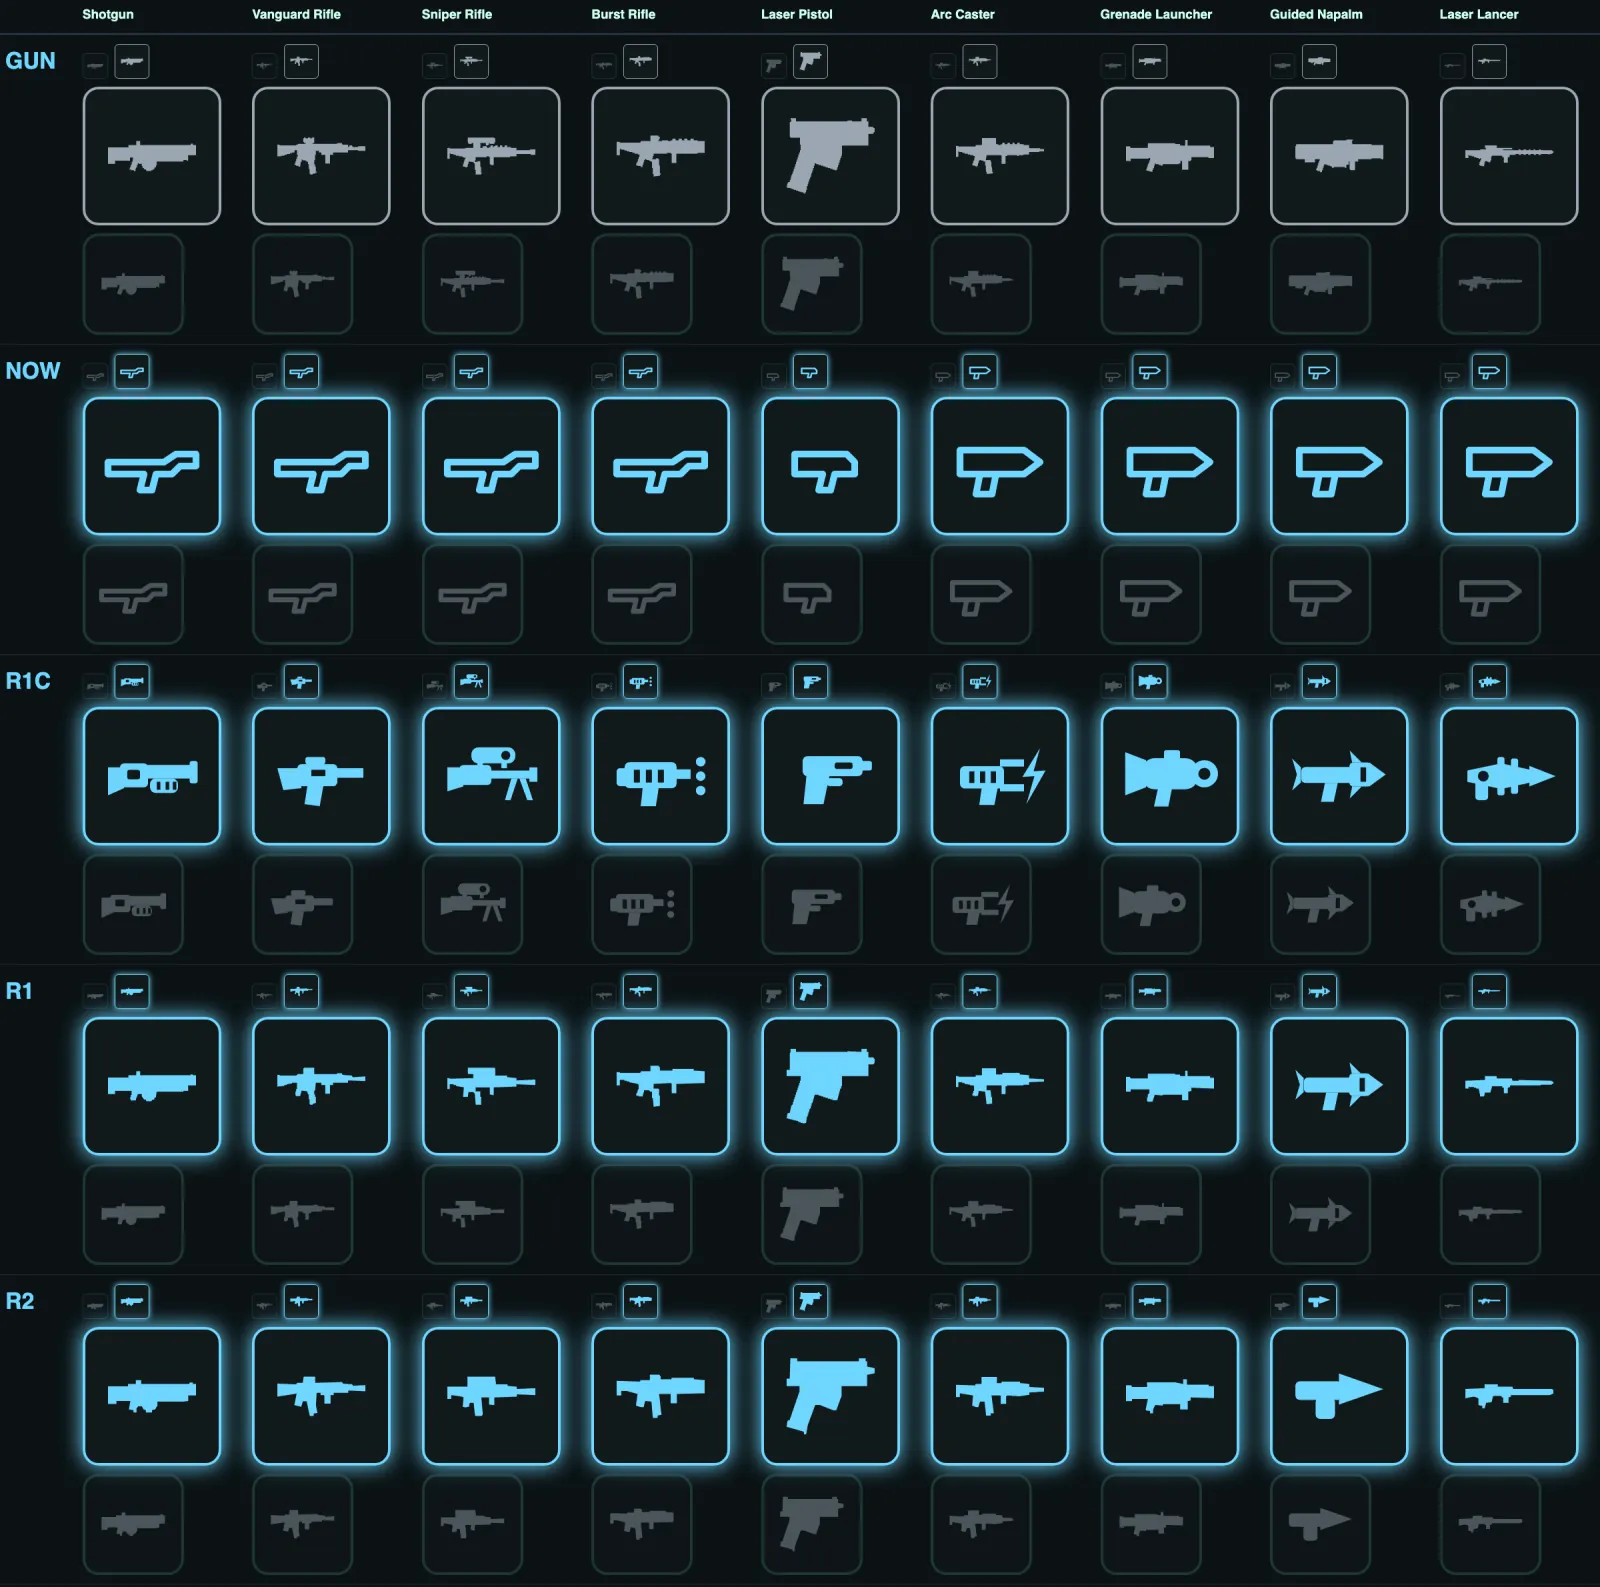 Shotgun Vanguard Rifle Sniper Rifle Burst Rifle Laser Pistol Arc Caster Grenade Launcher Guided Napalm Laser Lancer
GUN
NOW
R1C
R1
R2